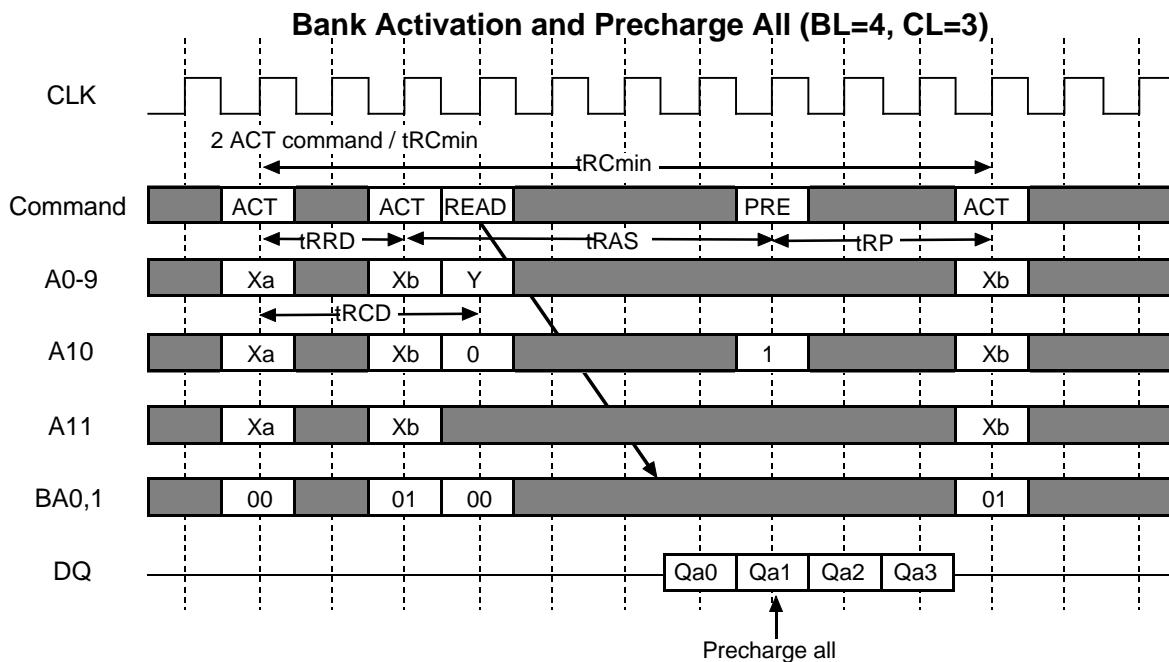 Bank Activation and Precharge All (BL=4, CL=3)
CLK
2 ACT command / tRCmin
tRCmin
Command ACT ACT READ PRE ACT
tRRD tRAS tRP
A0-9 Xa Xb Y Xb
tRCD
A10 Xa Xb 0 1 Xb
A11 Xa Xb Xb
BA0,1 00 01 00 01
DQ Qa0 Qa1 Qa2 Qa3
Precharge all